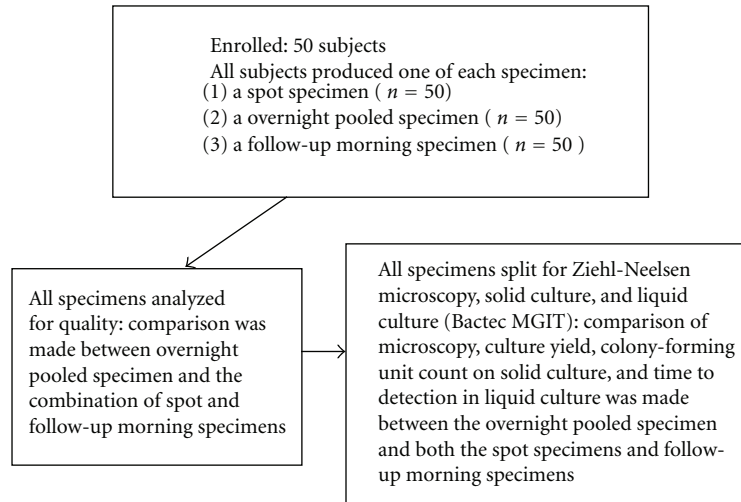 Enrolled: 50 subjects
All subjects produced one of each specimen:
(1) a spot specimen ( n = 50)
(2) a overnight pooled specimen ( n = 50)
(3) a follow-up morning specimen ( n = 50 )
All specimens analyzed
for quality: comparison was
made between overnight
pooled specimen and the
combination of spot and
follow-up morning specimens
All specimens split for Ziehl-Neelsen
microscopy, solid culture, and liquid
culture (Bactec MGIT): comparison of
microscopy, culture yield, colony-forming
unit count on solid culture, and time to
detection in liquid culture was made
between the overnight pooled specimen
and both the spot specimens and follow-
up morning specimens